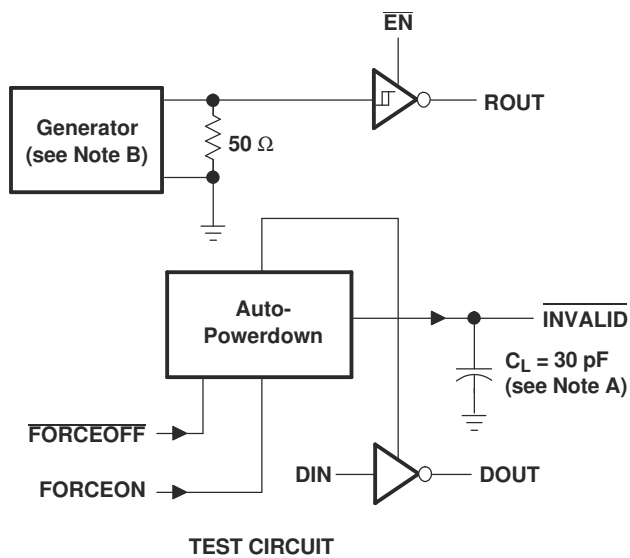 EN
ROUT
Generator
(see Note B)
50 Ω
Auto-
Powerdown
INVALID
CL = 30 pF
(see Note A)
FORCEOFF
FORCEON
DIN
DOUT
TEST CIRCUIT